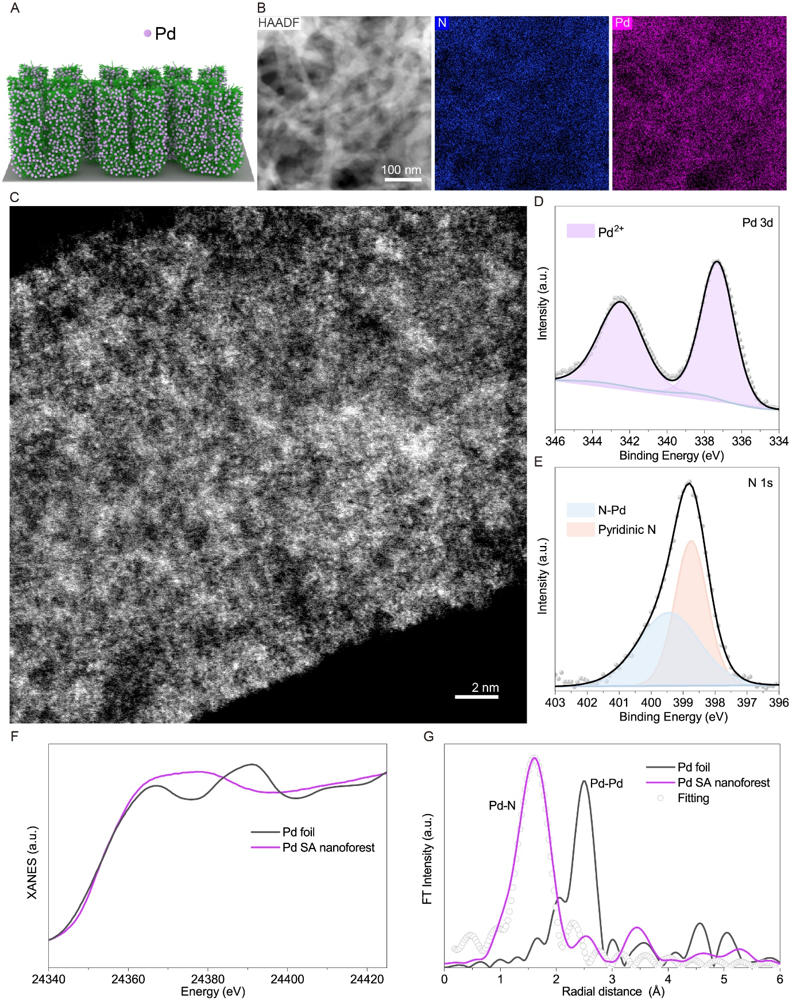 A
Pd
B
HAADF
N
Pd
100 nm
C
2 nm
D
Pd 3d
Pd2+
Intensity (a.u.)
346 344 342 340 338 336 334
Binding Energy (eV)
E
N 1s
N-Pd
Pyridinic N
Intensity (a.u.)
403 402 401 400 399 398 397 396
Binding Energy (eV)
F
Pd foil
Pd SA nanoforest
XANES (a.u.)
24340 24360 24380 24400 24420
Energy (eV)
G
Pd foil
Pd SA nanoforest
Fitting
Pd-Pd
Pd-N
FT Intensity (a.u.)
0 1 2 3 4 5 6
Radial distance (Å)